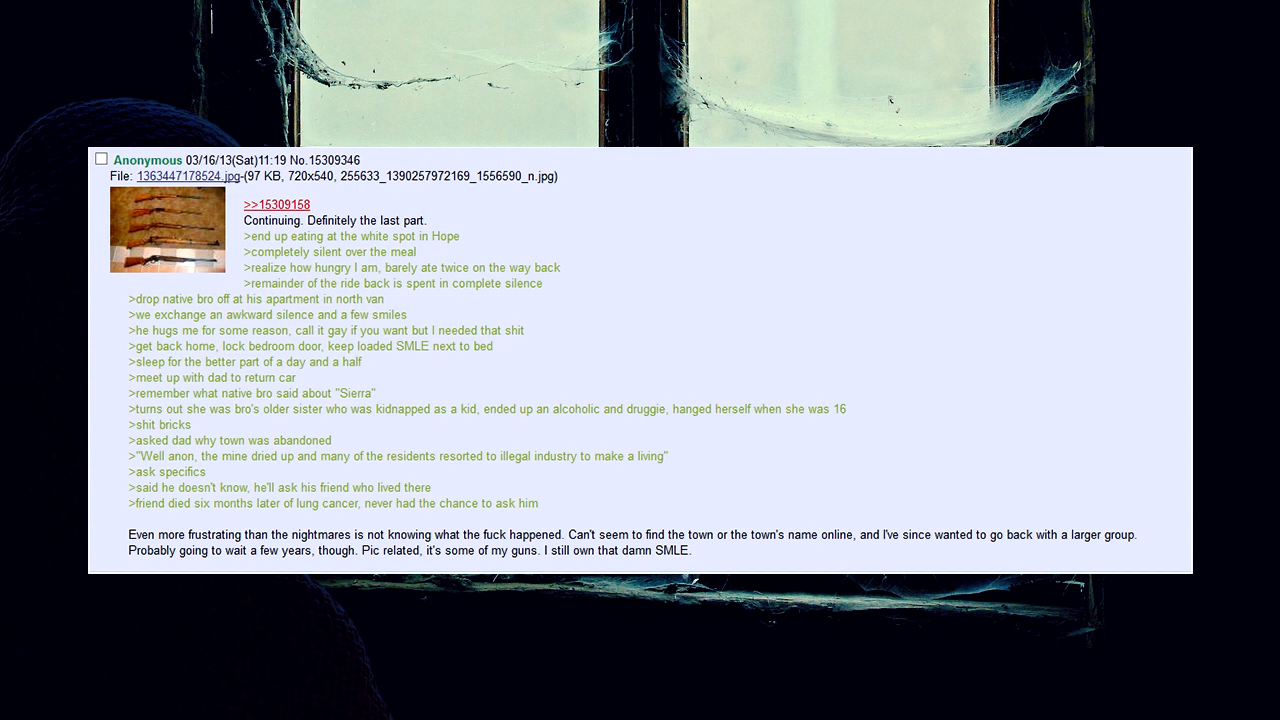 Anonymous 03/16/13(Sat)11:19 No.15309346
File: 1363447178524.jpg-(97 KB, 720x540, 255633_1390257972169_1556590_n.jpg)
>>15309158
Continuing. Definitely the last part.
>end up eating at the white spot in Hope
>completely silent over the meal
>realize how hungry I am, barely ate twice on the way back
>remainder of the ride back is spent in complete silence
>drop native bro off at his apartment in north van
>we exchange an awkward silence and a few smiles
>he hugs me for some reason, call it gay if you want but I needed that shit
>get back home, lock bedroom door, keep loaded SMLE next to bed
>sleep for the better part of a day and a half
>meet up with dad to return car
>remember what native bro said about "Sierra"
>turns out she was bro's older sister who was kidnapped as a kid, ended up an alcoholic and druggie, hanged herself when she was 16
>shit bricks
>asked dad why town was abandoned
>"Well anon, the mine dried up and many of the residents resorted to illegal industry to make a living"
>ask specifics
>said he doesn't know, he'll ask his friend who lived there
>friend died six months later of lung cancer, never had the chance to ask him
Even more frustrating than the nightmares is not knowing what the fuck happened. Can't seem to find the town or the town's name online, and I've since wanted to go back with a larger group.
Probably going to wait a few years, though. Pic related, it's some of my guns. I still own that damn SMLE.